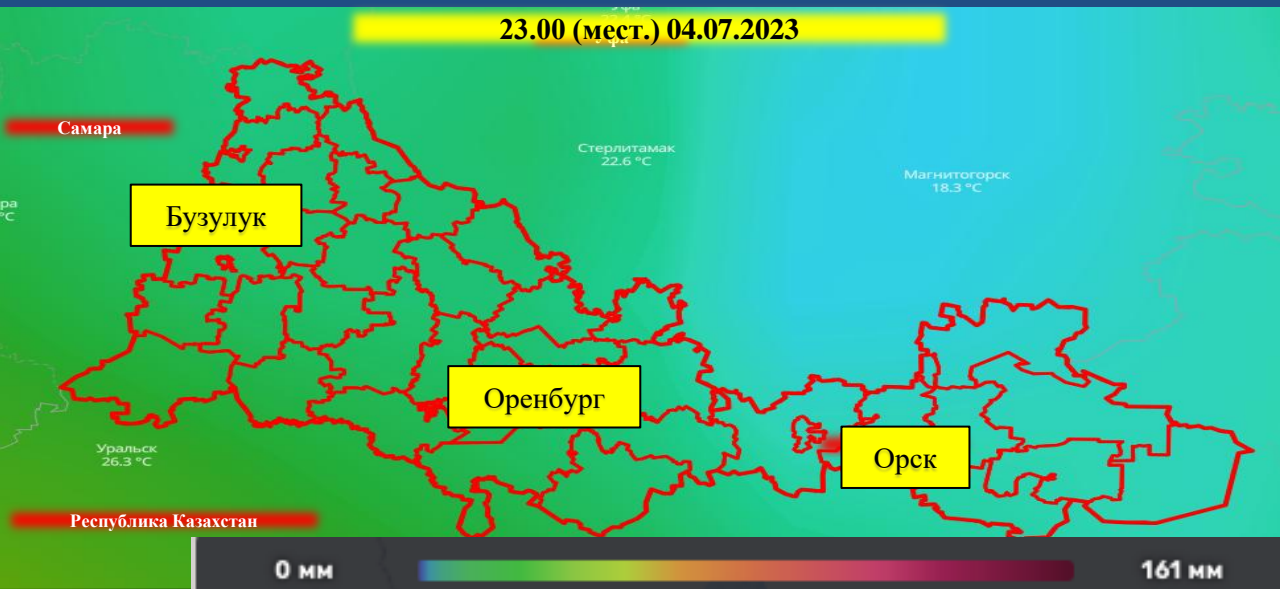 23.00 (мест.) 04.07.2023
Уфа
Самара
Стерлитамак
22.6 °C
Магнитогорск
18.3 °C
Бузулук
Оренбург
Орск
Уральск
26.3 °C
Республика Казахстан
0 мм
161 мм